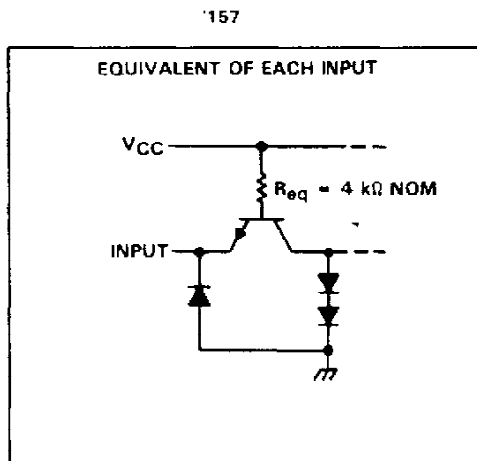 '157
EQUIVALENT OF EACH INPUT
VCC
Req = 4 kΩ NOM
INPUT